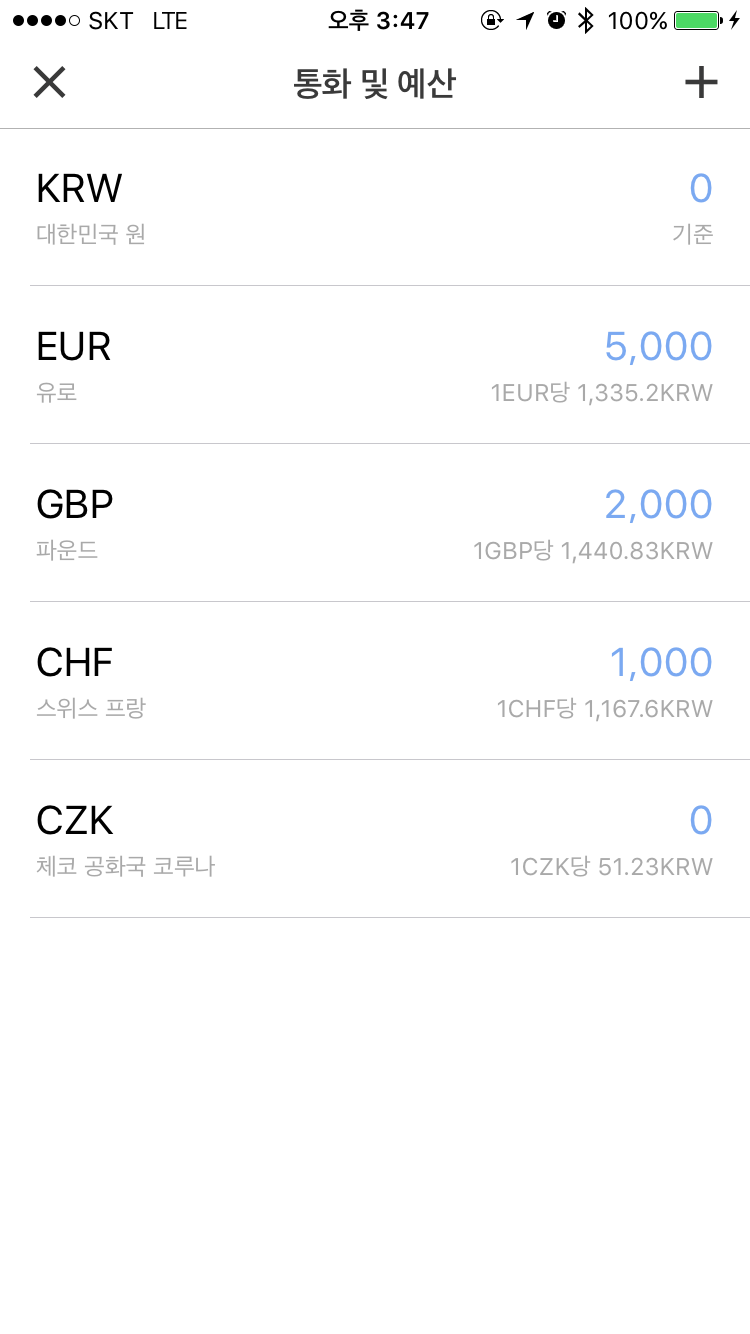 SKT LTE 오후 3:47 100%
통화 및 예산
KRW 0
대한민국 원 기준
EUR 5,000
유로 1EUR당 1,335.2KRW
GBP 2,000
파운드 1GBP당 1,440.83KRW
CHF 1,000
스위스 프랑 1CHF당 1,167.6KRW
CZK 0
체코 공화국 코루나 1CZK당 51.23KRW